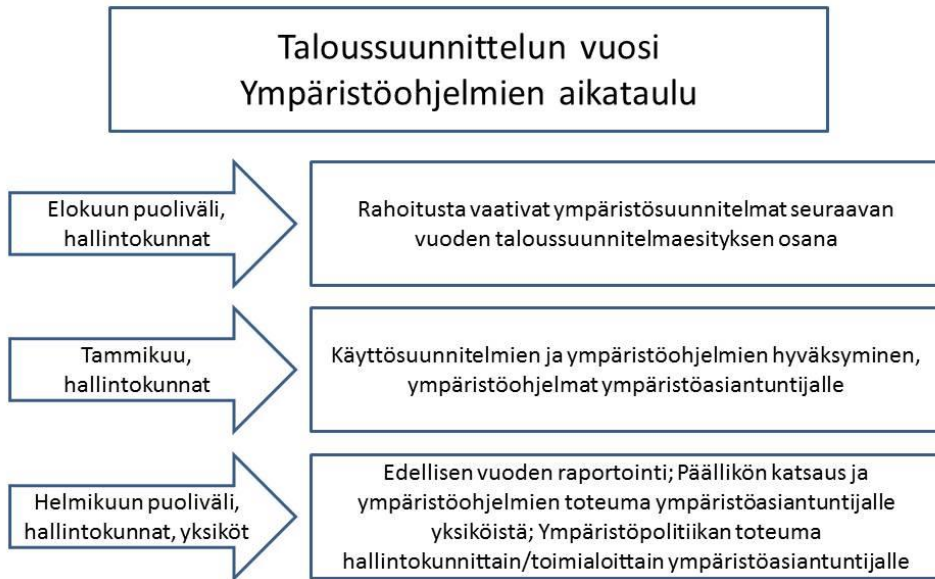 Taloussuunnittelun vuosi
Ympäristöohjelmien aikataulu
Elokuun puoliväli,
hallintokunnat
Rahoitusta vaativat ympäristösuunnitelmat seuraavan
vuoden taloussuunnitelmaesityksen osana
Tammikuu,
hallintokunnat
Käyttösuunnitelmien ja ympäristöohjelmien hyväksyminen,
ympäristöohjelmat ympäristöasiantuntijalle
Helmikuun puoliväli,
hallintokunnat, yksiköt
Edellisen vuoden raportointi; Päällikön katsaus ja
ympäristöohjelmien toteuma ympäristöasiantuntijalle
yksiköistä; Ympäristöpolitiikan toteuma
hallintokunnittain/toimialoittain ympäristöasiantuntijalle